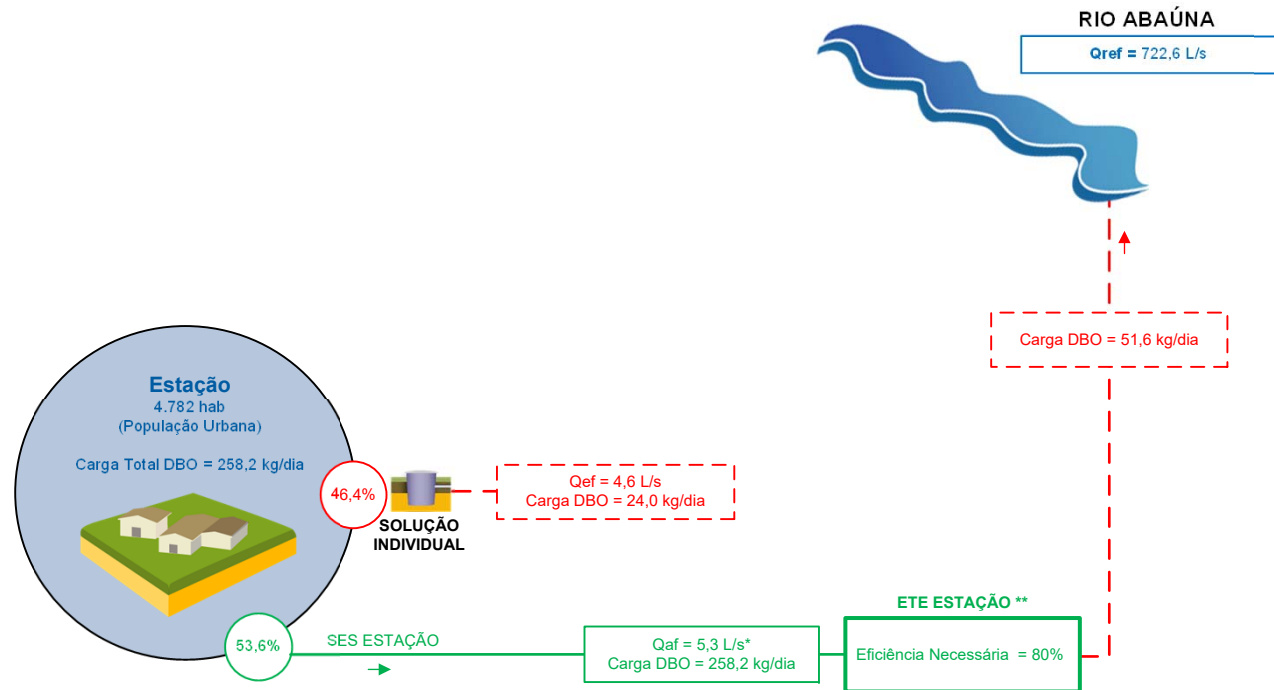 RIO ABAÚNA
Qref = 722,6 L/s
Carga DBO = 51,6 kg/dia
Estação
4.782 hab
(População Urbana)
Carga Total DBO = 258,2 kg/dia
46,4%
SOLUÇÃO
INDIVIDUAL
Qef = 4,6 L/s
Carga DBO = 24,0 kg/dia
53,6%
SES ESTAÇÃO
Qaf = 5,3 L/s*
Carga DBO = 258,2 kg/dia
ETE ESTAÇÃO **
Eficiência Necessária = 80%